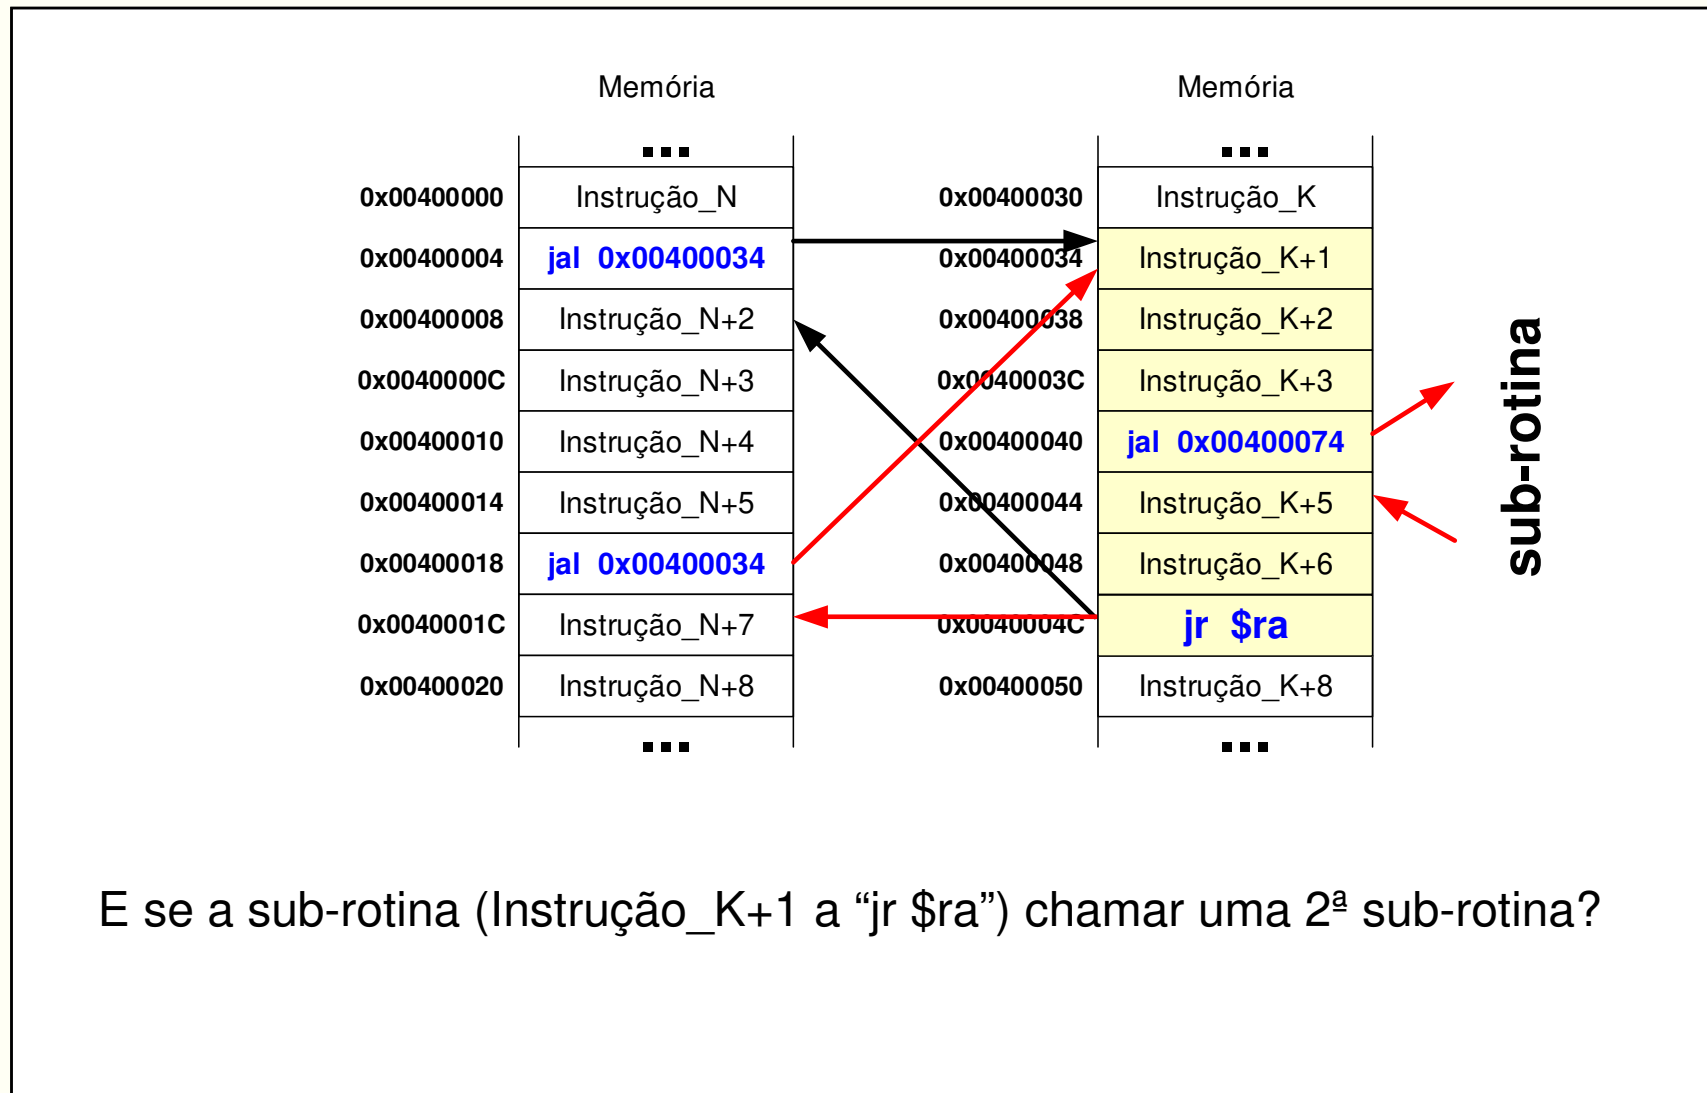 Memória Memória
... ...
0x00400000 Instrução_N 0x00400030 Instrução_K
0x00400004 jal 0x00400034 0x00400034 Instrução_K+1
0x00400008 Instrução_N+2 0x00400038 Instrução_K+2
0x0040000C Instrução_N+3 0x0040003C Instrução_K+3
0x00400010 Instrução_N+4 0x00400040 jal 0x00400074
0x00400014 Instrução_N+5 0x00400044 Instrução_K+5
0x00400018 jal 0x00400034 0x00400048 Instrução_K+6
0x0040001C Instrução_N+7 0x0040004C jr $ra
0x00400020 Instrução_N+8 0x00400050 Instrução_K+8
... ...
sub-rotina
E se a sub-rotina (Instrução_K+1 a “jr $ra”) chamar uma 2ª sub-rotina?